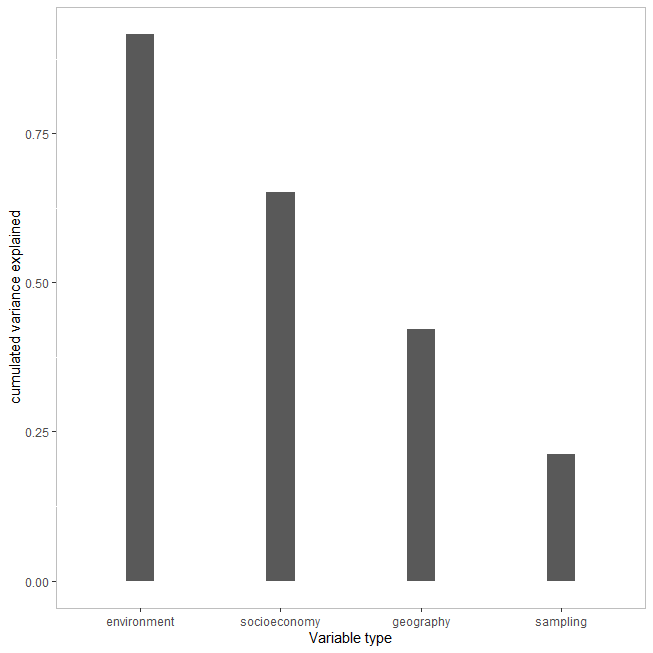 cumulated variance explained
0.75
0.50
0.25
0.00
environment socioeconomy geography sampling
Variable type